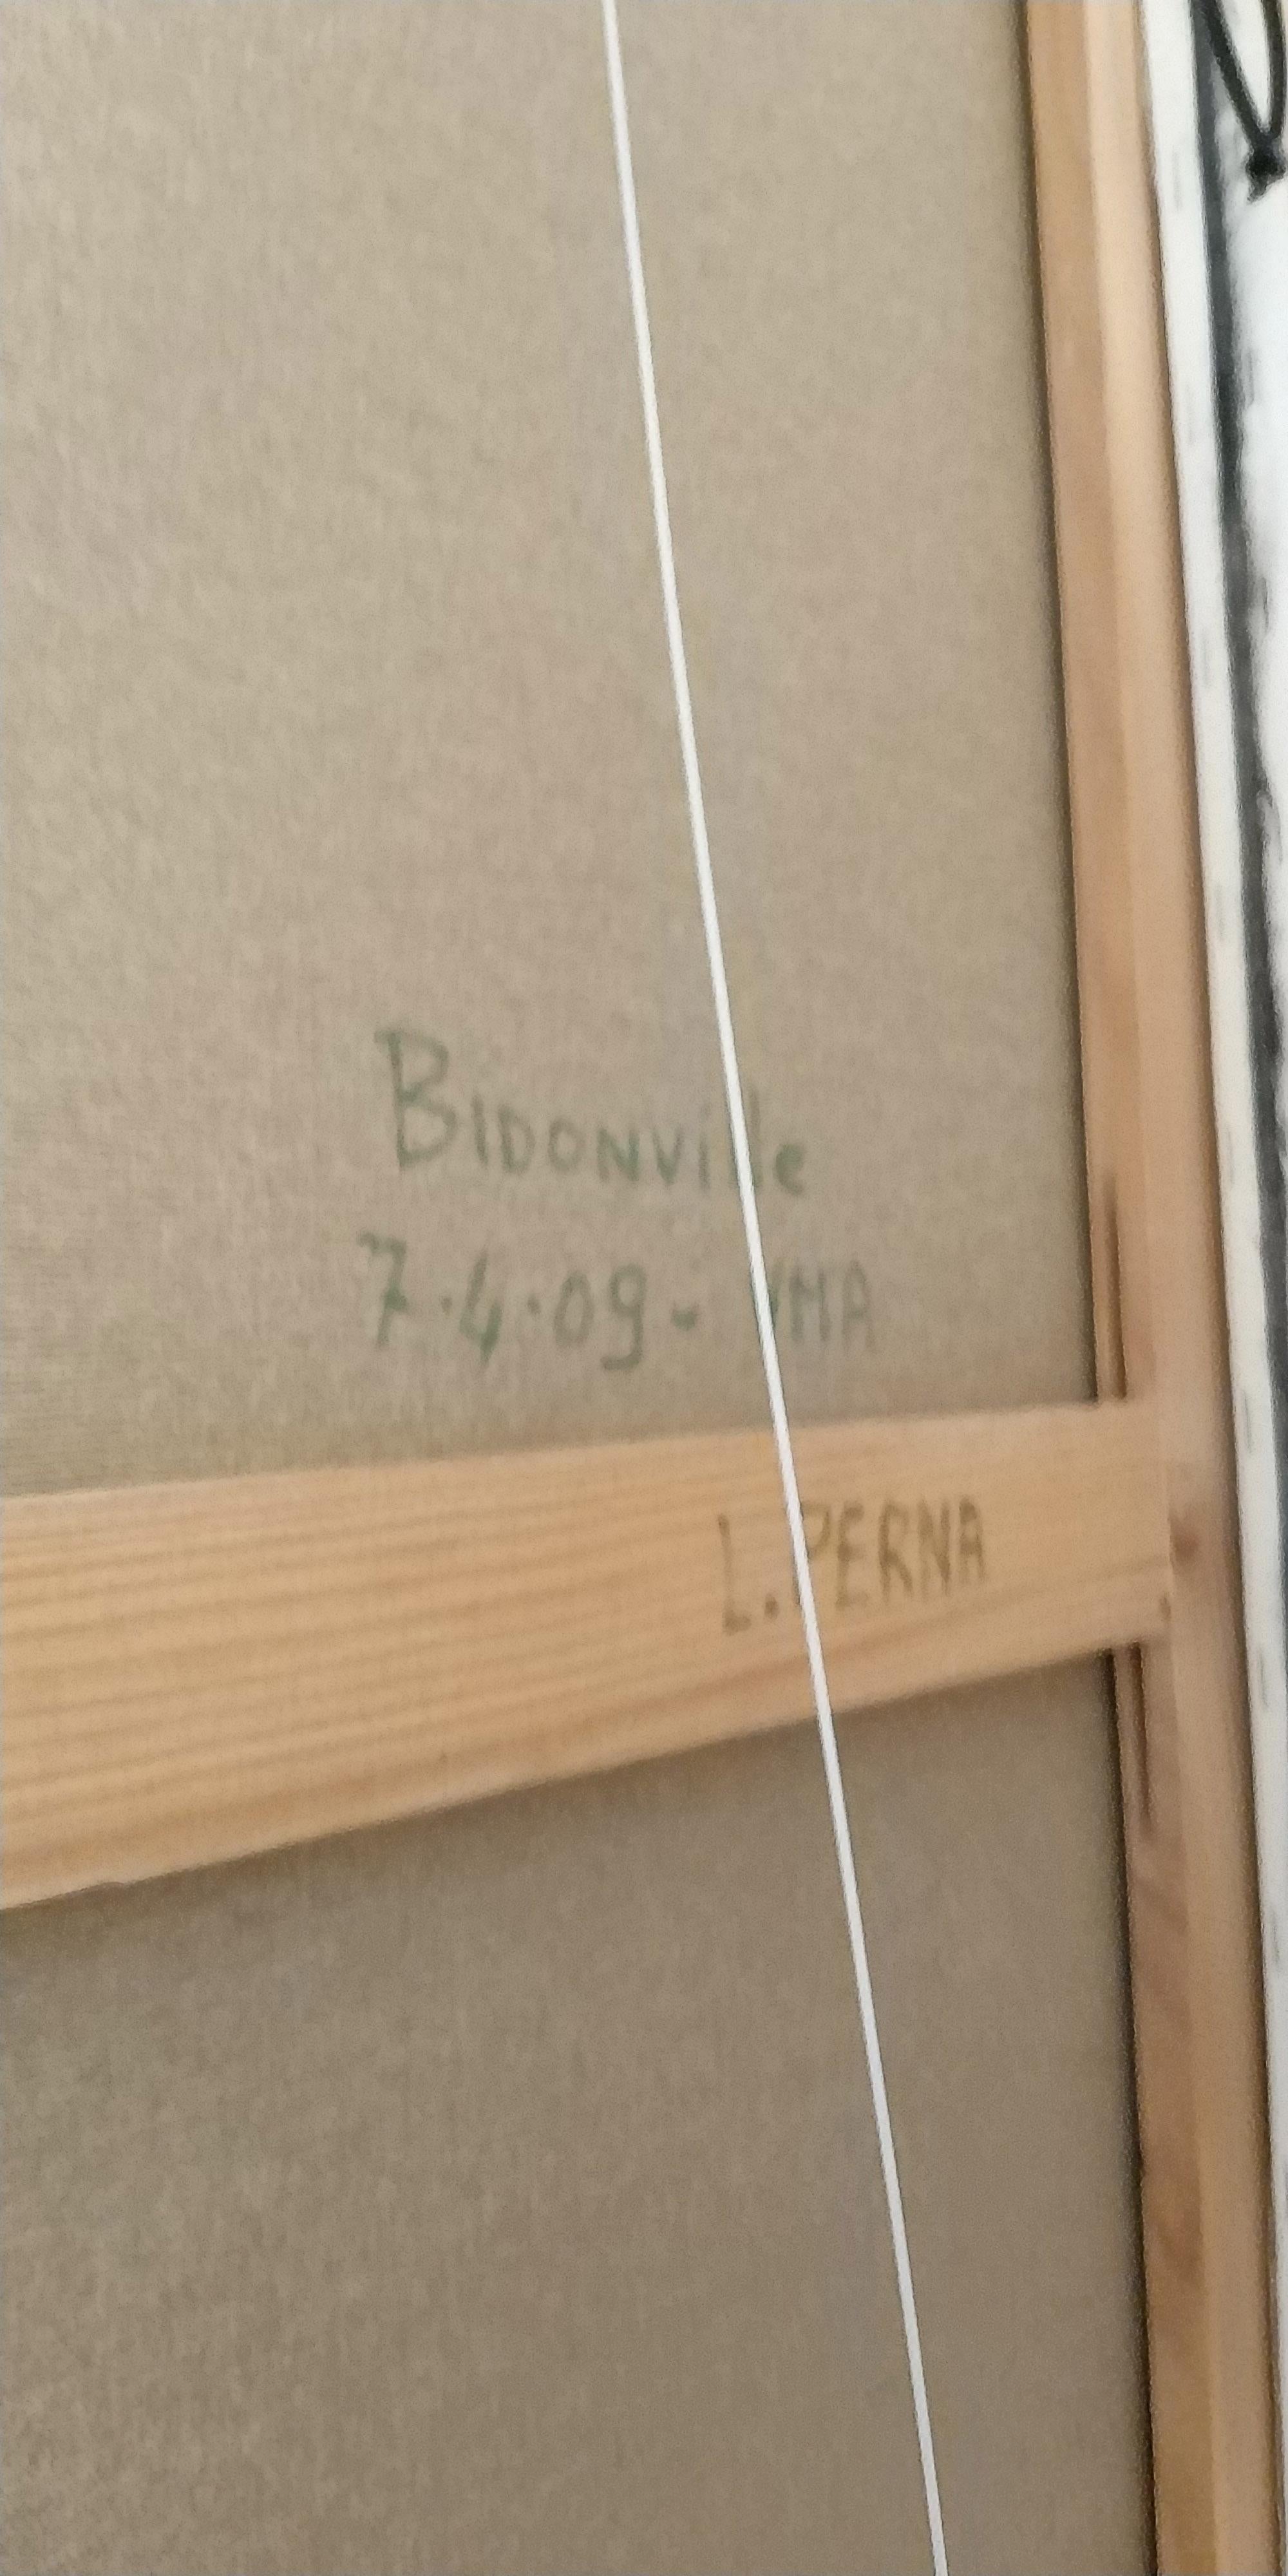 Bidonville
7.4.09-
L. PERNA